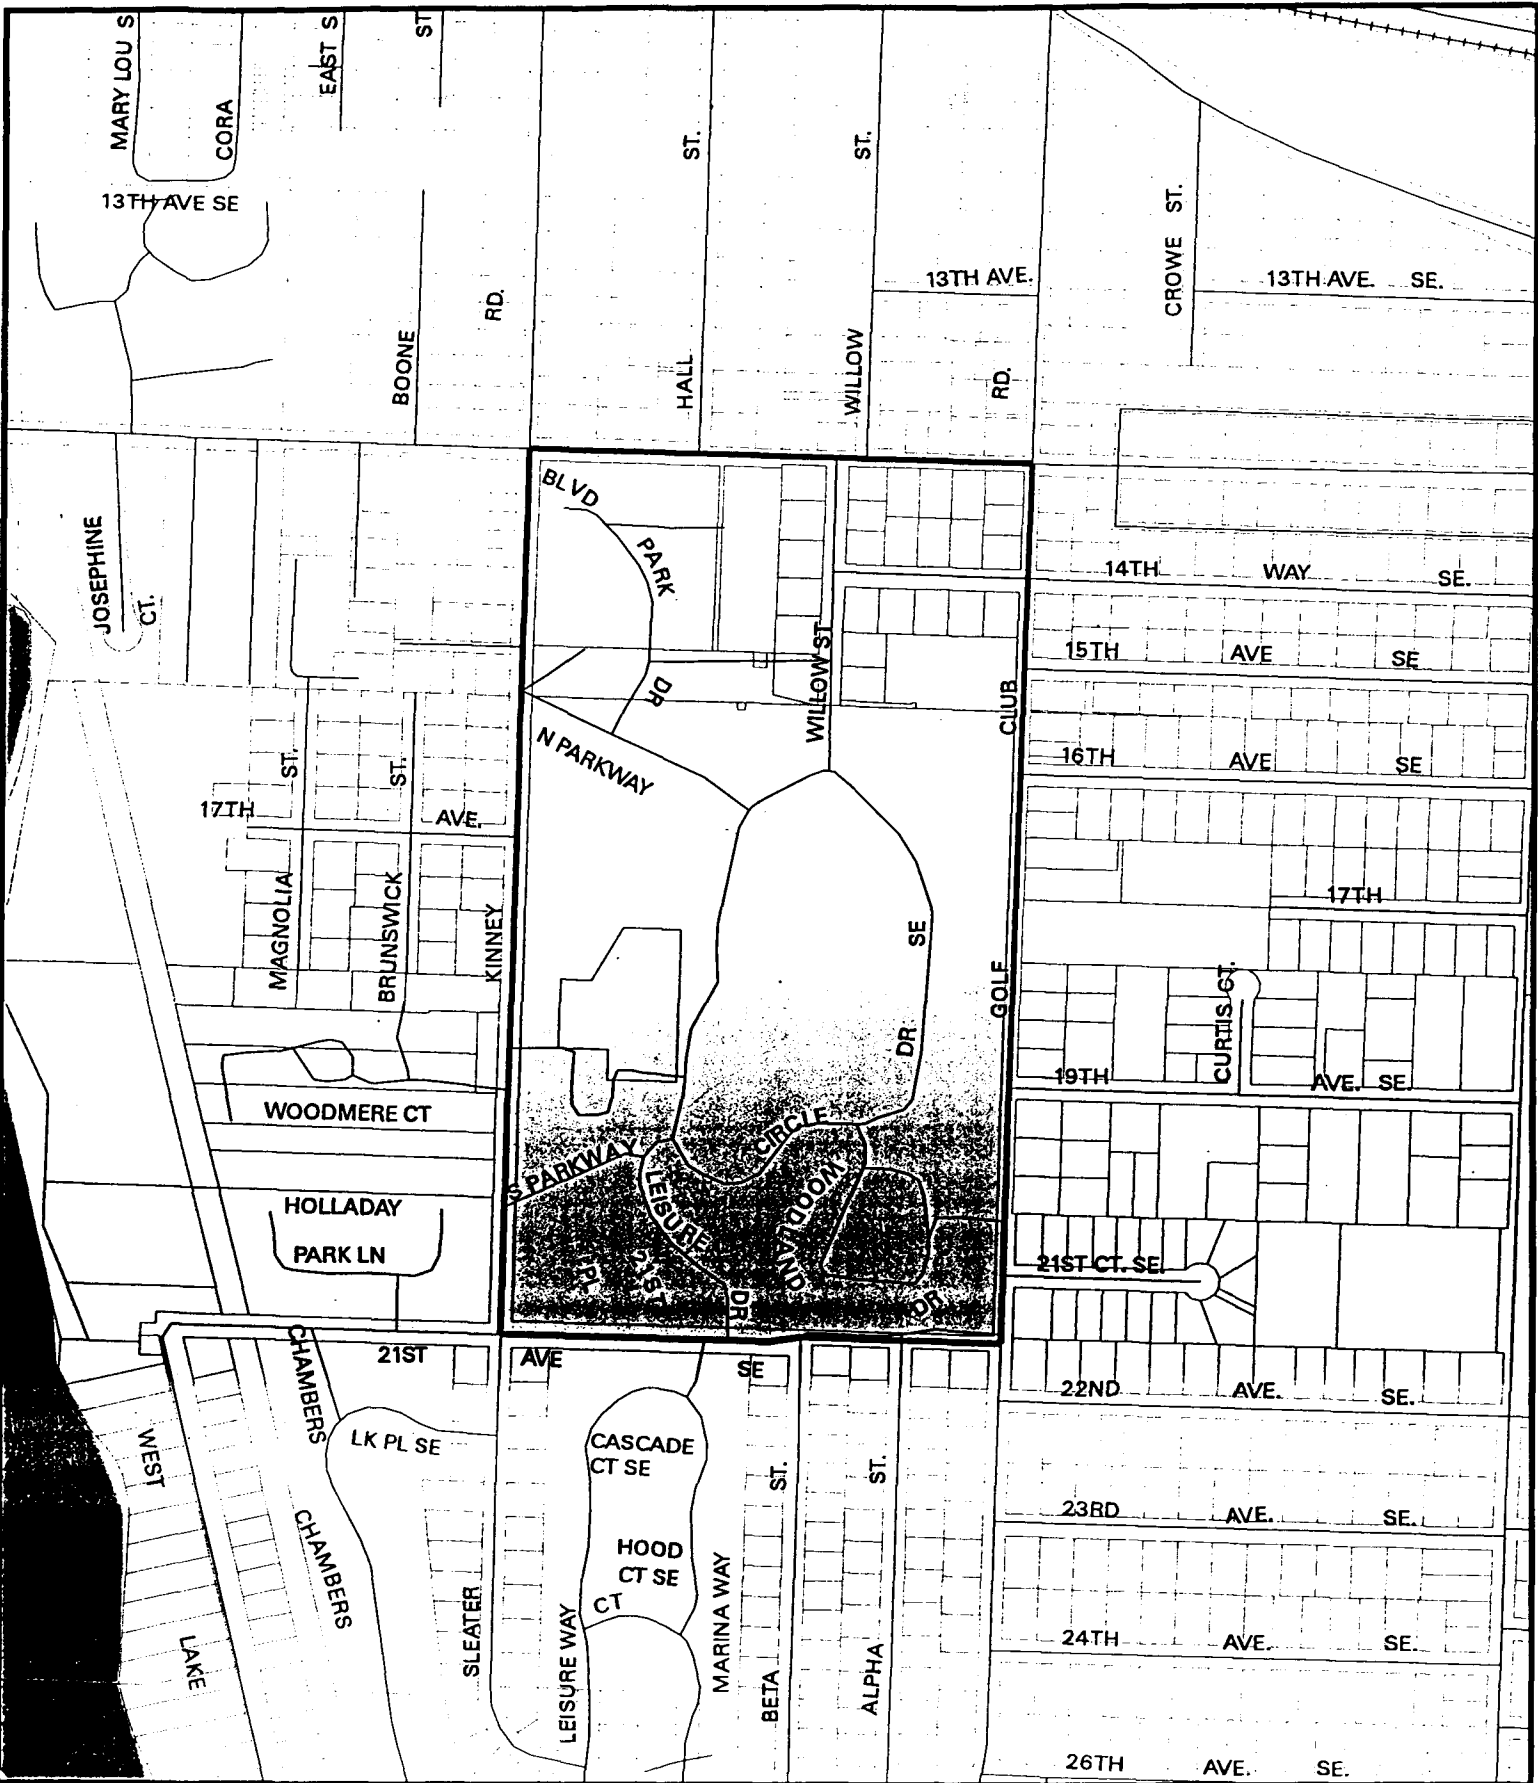 MARY LOU S
CORA
EAST S
ST
ST.
ST.
13TH AVE SE
CROWE ST.
13TH AVE.
13TH AVE. SE.
BOONE
RD.
HALL
WILLOW
RD.
BLVD
PARK
DR
JOSEPHINE
CT.
14TH WAY SE.
15TH AVE SE
WILLOW ST
CLUB
N PARKWAY
16TH AVE SE
ST.
ST.
17TH AVE.
MAGNOLIA
BRUNSWICK
KINNEY
17TH
SE
GOLF
CURTIS CT.
DR
19TH AVE. SE.
WOODMERE CT
CIRCLE
S PARKWAY
LEISURE
WOODLAND
HOLLADAY
PARK LN
PL
21ST
DR
DR
21ST CT. SE.
CHAMBERS
21ST AVE SE
22ND AVE. SE.
WEST
LK PL SE
CASCADE
CT SE
ST.
ST.
23RD AVE. SE.
CHAMBERS
HOOD
CT SE
CT
SLEATER
LEISURE WAY
MARINA WAY
BETA
ALPHA
LAKE
24TH AVE. SE.
26TH AVE. SE.